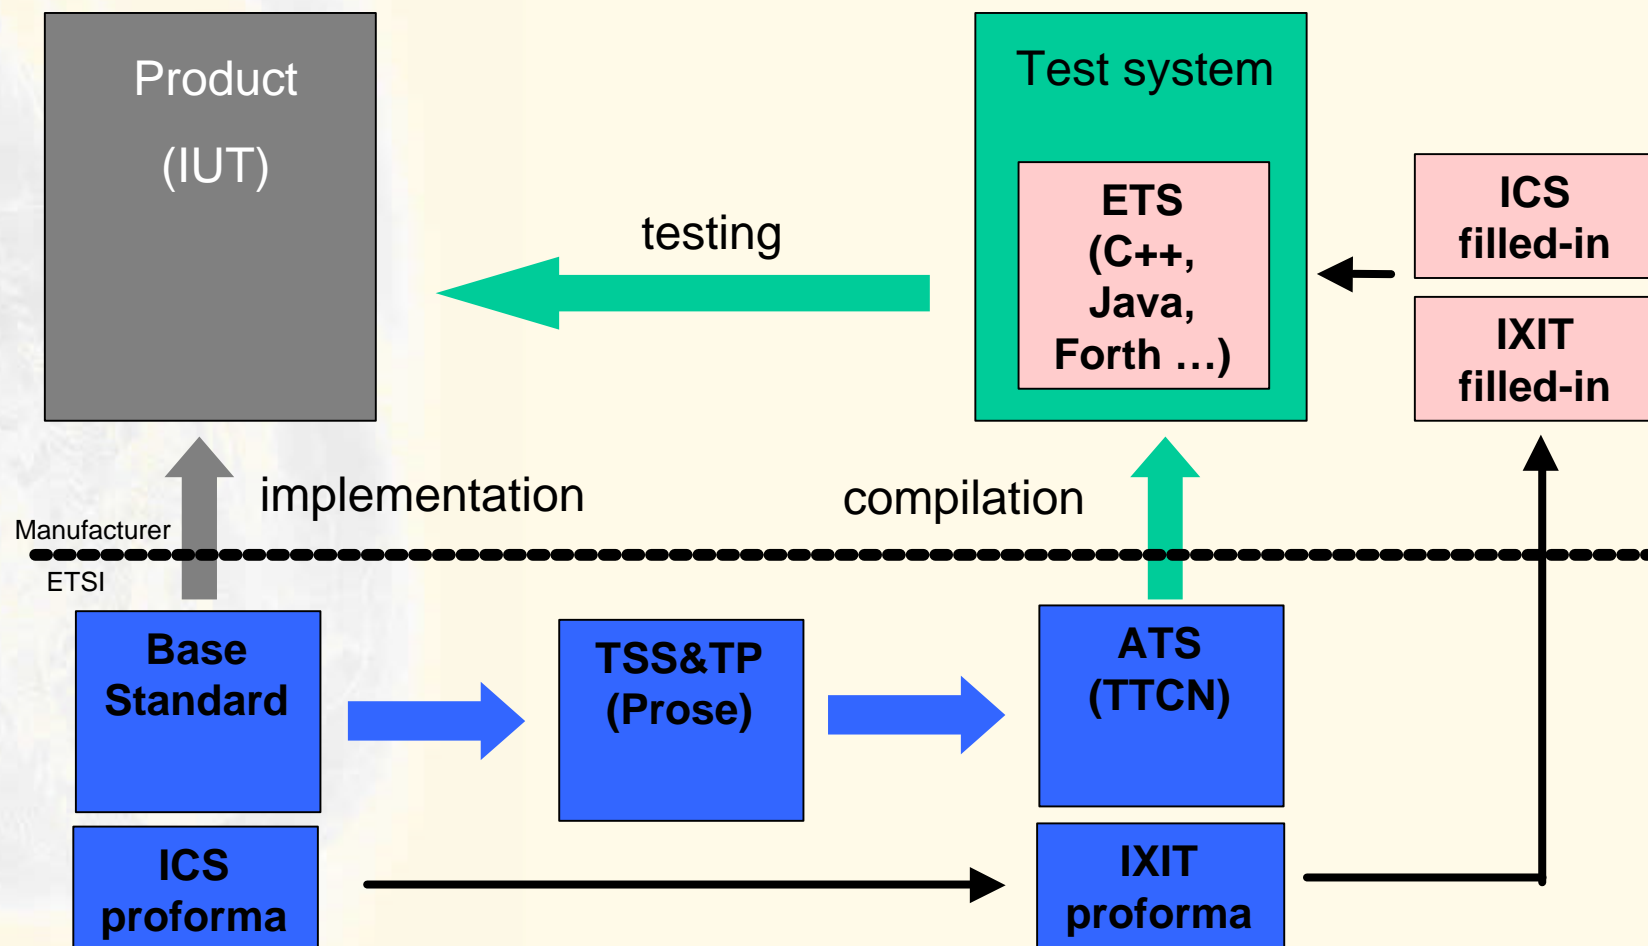 Product
(IUT)
Test system
ETS
(C++,
Java,
Forth …)
ICS
filled-in
IXIT
filled-in
testing
implementation
compilation
Manufacturer
ETSI
Base
Standard
TSS&TP
(Prose)
ATS
(TTCN)
ICS
proforma
IXIT
proforma